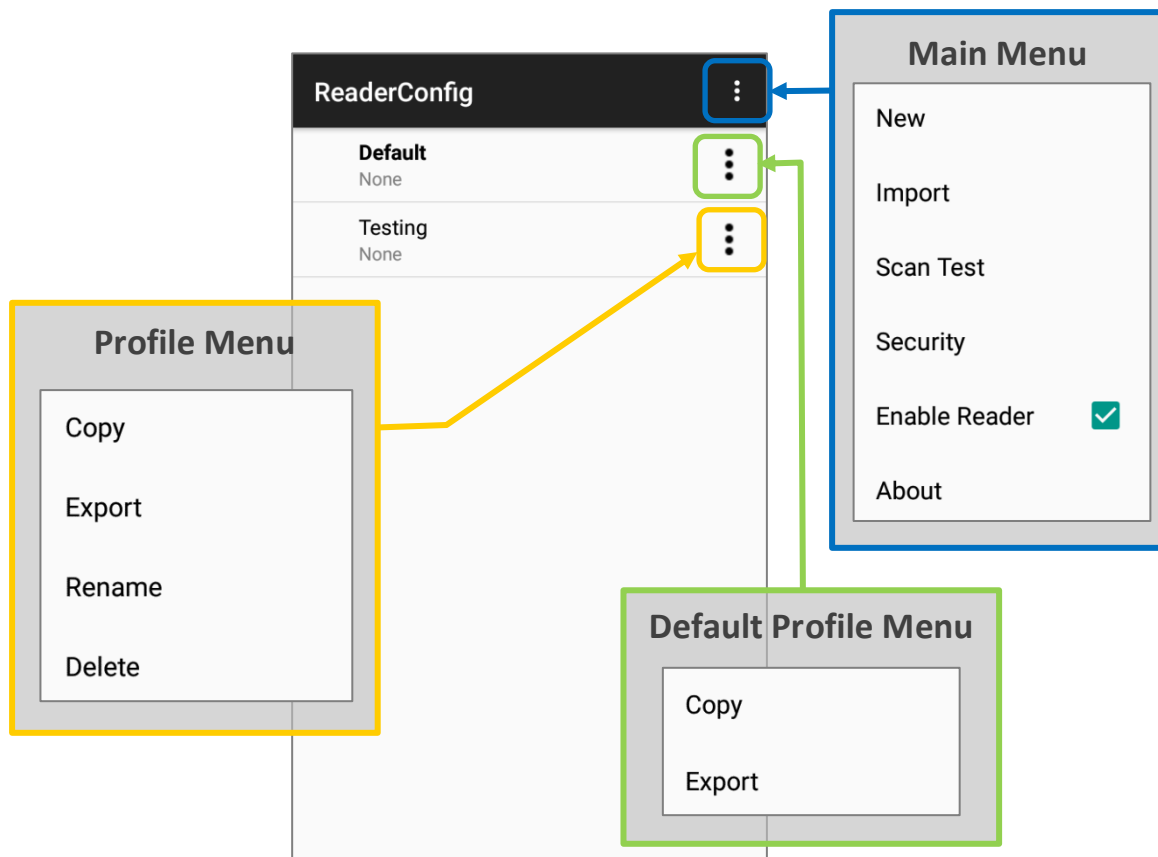 Main Menu
ReaderConfig
New
Import
Scan Test
Security
Enable Reader
About
Default
None
Testing
None
Profile Menu
Copy
Export
Rename
Delete
Default Profile Menu
Copy
Export